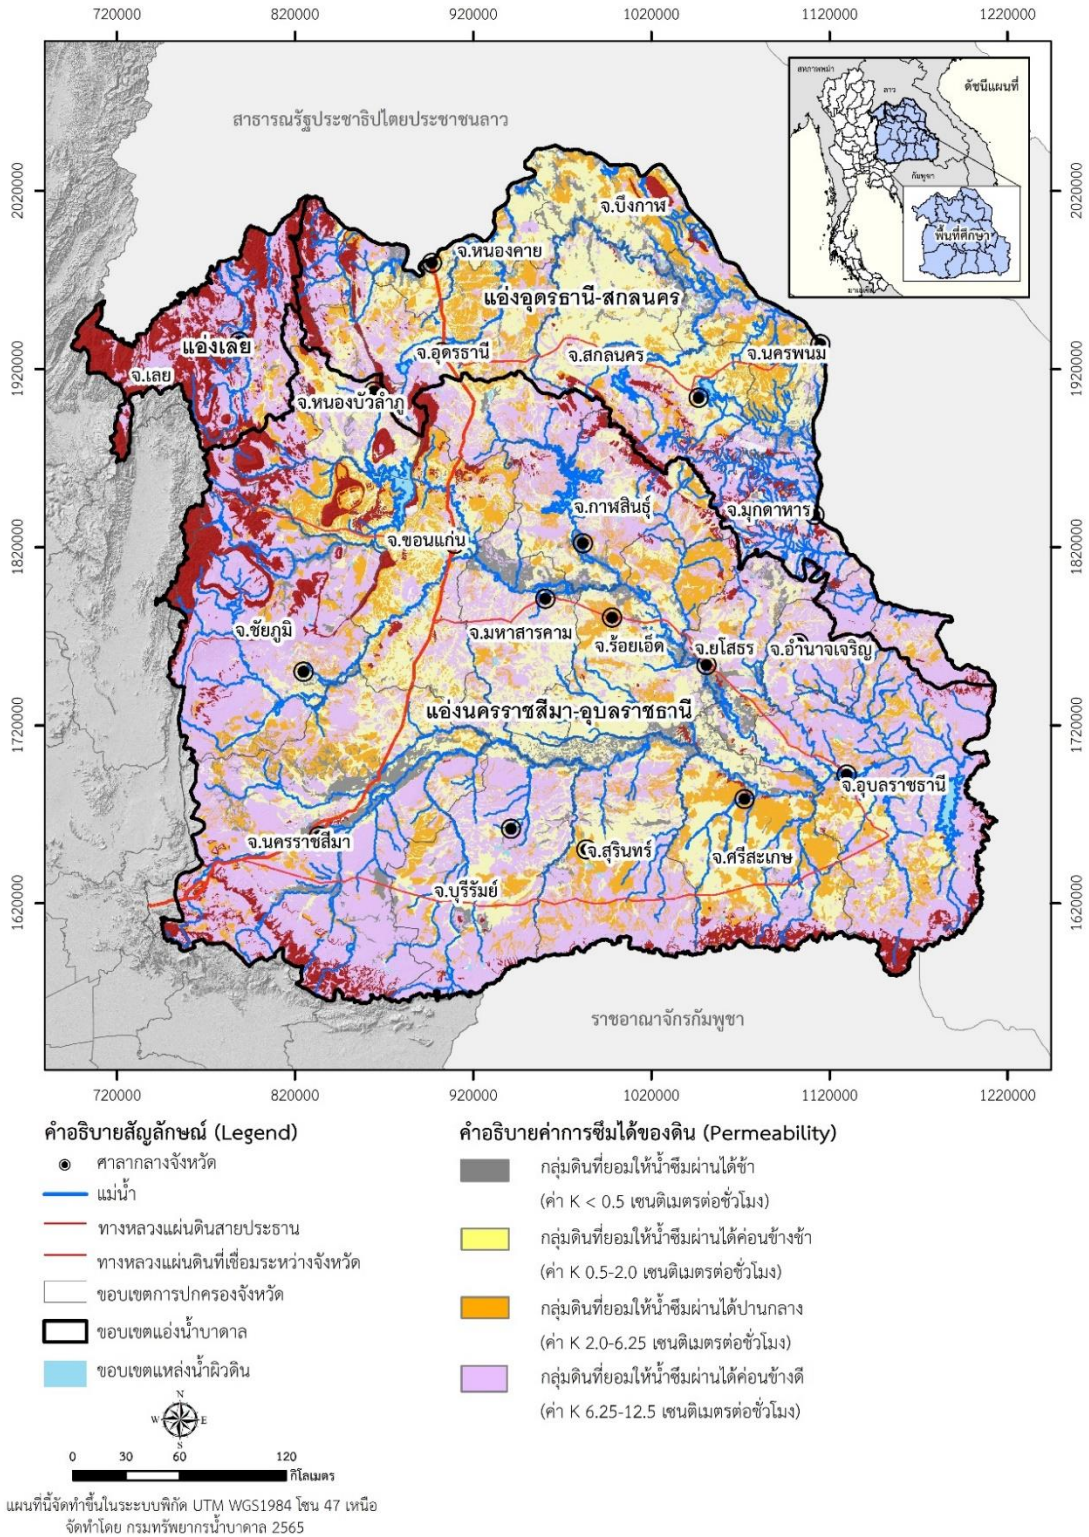 720000
820000
920000
1020000
1120000
1220000
สหภาพพม่า
ลาว
ดัชนีแผนที่
กัมพูชา
พื้นที่ศึกษา
มาเลเซีย
สาธารณรัฐประชาธิปไตยประชาชนลาว
2020000
2020000
จ.บึงกาฬ
จ.หนองคาย
แอ่งอุดรธานี-สกลนคร
แอ่งเลย
จ.อุดรธานี
จ.สกลนคร
จ.นครพนม
1920000
1920000
จ.เลย
จ.หนองบัวลำภู
จ.กาฬสินธุ์
จ.มุกดาหาร
จ.ขอนแก่น
1820000
1820000
จ.ชัยภูมิ
จ.มหาสารคาม
จ.ร้อยเอ็ด
จ.ยโสธร
จ.อำนาจเจริญ
แอ่งนครราชสีมา-อุบลราชธานี
1720000
1720000
จ.อุบลราชธานี
จ.นครราชสีมา
จ.สุรินทร์
จ.ศรีสะเกษ
จ.บุรีรัมย์
1620000
1620000
ราชอาณาจักรกัมพูชา
720000
820000
920000
1020000
1120000
1220000
คำอธิบายสัญลักษณ์ (Legend)
ศาลากลางจังหวัด
แม่น้ำ
ทางหลวงแผ่นดินสายประธาน
ทางหลวงแผ่นดินที่เชื่อมระหว่างจังหวัด
ขอบเขตการปกครองจังหวัด
ขอบเขตแอ่งน้ำบาดาล
ขอบเขตแหล่งน้ำผิวดิน
คำอธิบายค่าการซึมได้ของดิน (Permeability)
กลุ่มดินที่ยอมให้น้ำซึมผ่านได้ช้า
(ค่า K < 0.5 เซนติเมตรต่อชั่วโมง)
กลุ่มดินที่ยอมให้น้ำซึมผ่านได้ค่อนข้างช้า
(ค่า K 0.5-2.0 เซนติเมตรต่อชั่วโมง)
กลุ่มดินที่ยอมให้น้ำซึมผ่านได้ปานกลาง
(ค่า K 2.0-6.25 เซนติเมตรต่อชั่วโมง)
กลุ่มดินที่ยอมให้น้ำซึมผ่านได้ค่อนข้างดี
(ค่า K 6.25-12.5 เซนติเมตรต่อชั่วโมง)
N
W
E
S
0 30 60 120
กิโลเมตร
แผนที่นี้จัดทำขึ้นในระะบบพิกัด UTM WGS1984 โซน 47 เหนือ
จัดทำโดย กรมทรัพยากรน้ำบาดาล 2565